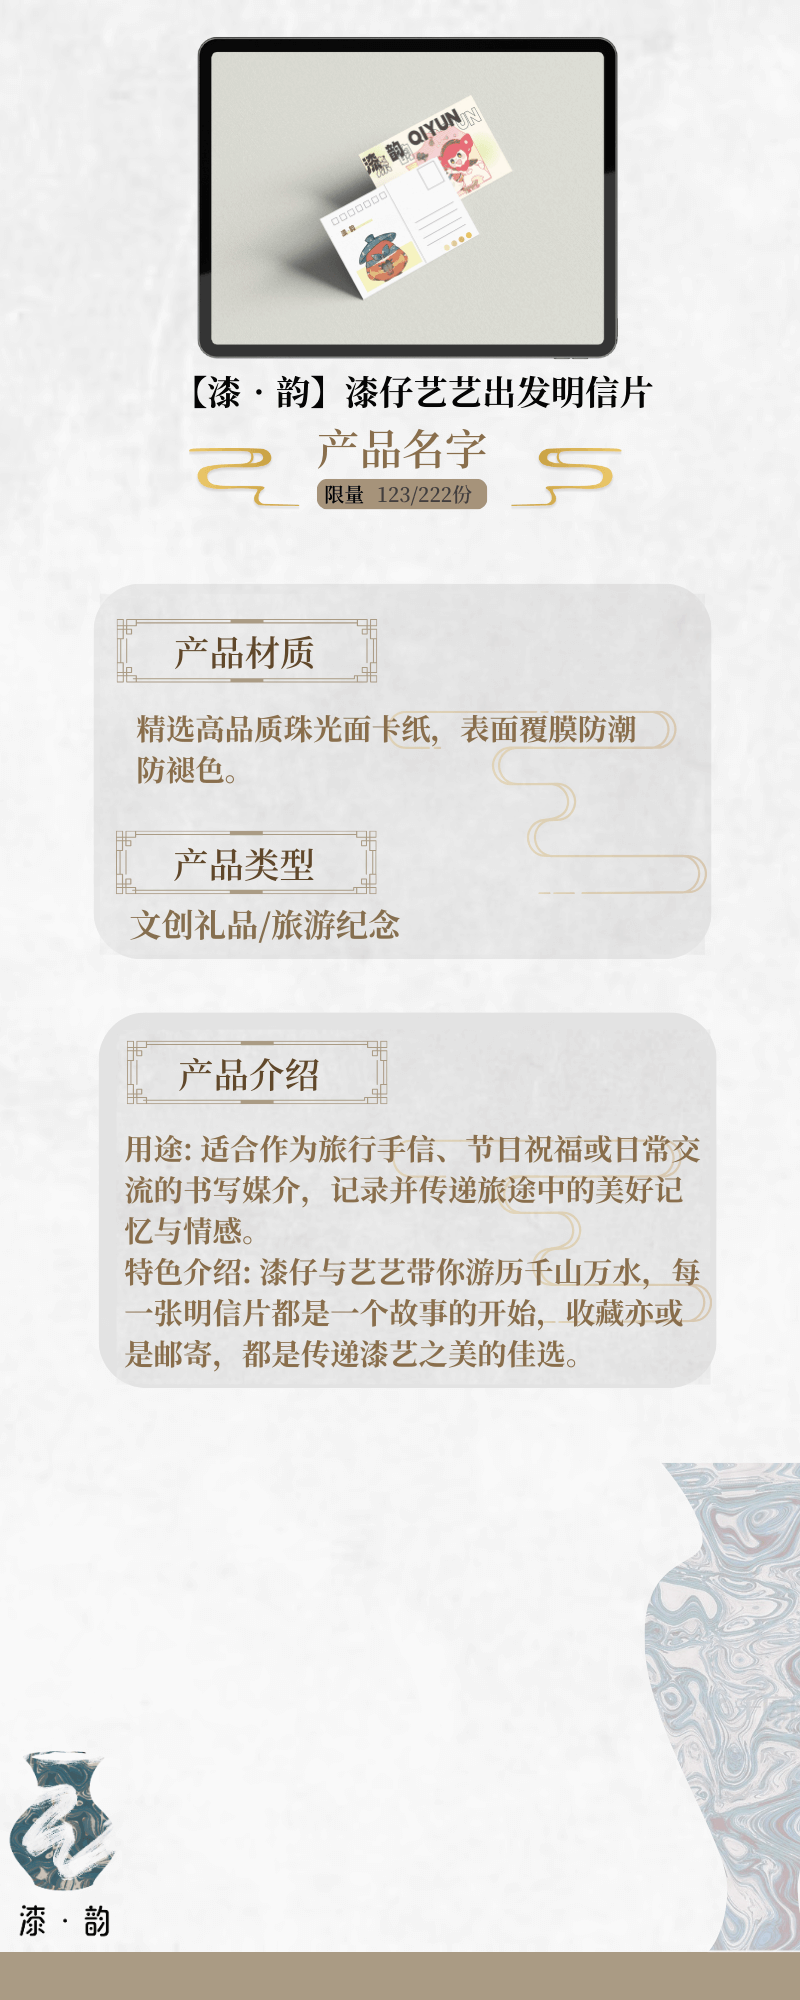 漆 韵 QIYUN
漆·韵
【漆·韵】漆仔艺艺出发明信片
产品名字
限量 123/222份
产品材质
精选高品质珠光面卡纸，表面覆膜防潮
防褪色。
产品类型
文创礼品/旅游纪念
产品介绍
用途: 适合作为旅行手信、节日祝福或日常交
流的书写媒介，记录并传递旅途中的美好记
忆与情感。
特色介绍: 漆仔与艺艺带你游历千山万水，每
一张明信片都是一个故事的开始，收藏亦或
是邮寄，都是传递漆艺之美的佳选。
漆·韵